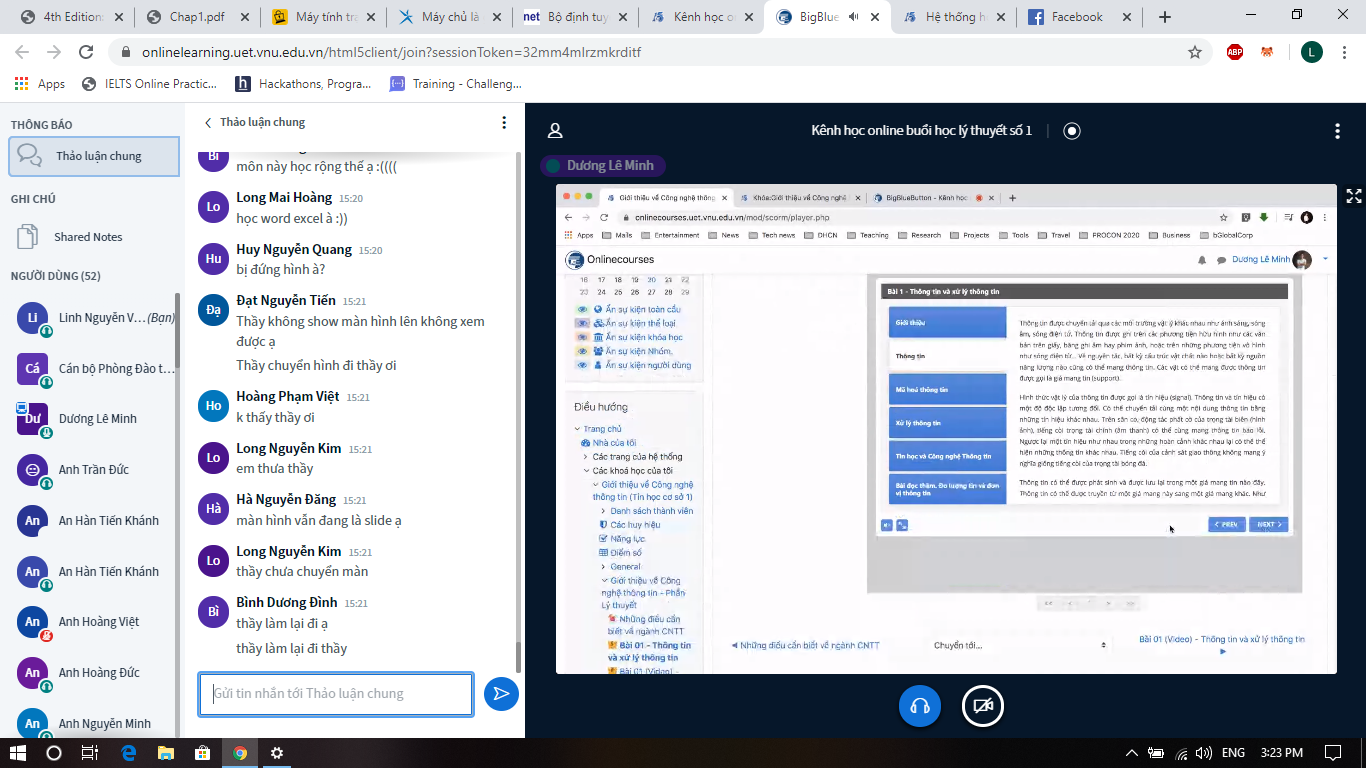 4th Edition:
Chap1.pdf
Máy tính tr
Máy chủ là
net Bộ định tuy
Kênh học o
BigBlue
Hệ thống h
Facebook
onlinelearning.uet.vnu.edu.vn/html5client/join?sessionToken=32mm4mlrzmkrditf
ABP
L
Apps
IELTS Online Practic...
h Hackathons, Progra...
Training - Challeng...
THÔNG BÁO
Thảo luận chung
GHI CHÚ
Shared Notes
NGƯỜI DÙNG (52)
Li Linh Nguyễn V...(Bạn)
Cá Cán bộ Phòng Đào t...
Dư Dương Lê Minh
Anh Trần Đức
An An Hàn Tiến Khánh
An An Hàn Tiến Khánh
An Anh Hoàng Việt
An Anh Hoàng Đức
An Anh Nguyễn Minh
Thảo luận chung
Bì
môn này học rộng thế ạ :((((
Lo Long Mai Hoàng 15:20
học word excel à :))
Hu Huy Nguyễn Quang 15:20
bị đứng hình à?
Đạ Đạt Nguyễn Tiến 15:21
Thầy không show màn hình lên không xem
được ạ
Thầy chuyển hình đi thầy ơi
Ho Hoàng Phạm Việt 15:21
k thấy thầy ơi
Lo Long Nguyễn Kim 15:21
em thưa thầy
Hà Hà Nguyễn Đăng 15:21
màn hình vẫn đang là slide ạ
Lo Long Nguyễn Kim 15:21
thầy chưa chuyển màn
Bì Bình Dương Đình 15:21
thầy làm lại đi ạ
thầy làm lại đi thầy
Gửi tin nhắn tới Thảo luận chung
Kênh học online buổi học lý thuyết số 1
Dương Lê Minh
Giới thiệu về Công nghệ thông
Khóa:Giới thiệu về Công nghệ
BigBlueButton - Kênh học
onlinecourses.uet.vnu.edu.vn/mod/scorm/player.php
Apps
Mails
Entertainment
News
Tech news
DHCN
Teaching
Research
Projects
Tools
Travel
PROCON 2020
Business
bGlobalCorp
Onlinecourses
Dương Lê Minh
16 17 18 19 20 21 22
23 24 25 26 27 28 29
Ẩn sự kiện toàn cầu
Ẩn sự kiện thể loại
Ẩn sự kiện khóa học
Ẩn sự kiện Nhóm,
Ẩn sự kiện người dùng
Điều hướng
Trang chủ
Nhà của tôi
Các trang của hệ thống
Các khoá học của tôi
Giới thiệu về Công nghệ
thông tin (Tin học cơ sở 1)
Danh sách thành viên
Các huy hiệu
Năng lực
Điểm số
General
Giới thiệu về Công
nghệ thông tin - Phần
Lý thuyết
Những điều cần
biết về ngành CNTT
Bài 01 - Thông tin
và xử lý thông tin
Bài 01 (Video) -
Bài 1 - Thông tin và xử lý thông tin
Giới thiệu
Thông tin
Mã hoá thông tin
Xử lý thông tin
Tin học và Công nghệ Thông tin
Bài đọc thêm. Đo lượng tin và đơn
vị thông tin
Thông tin được chuyển tải qua các môi trường vật lý khác nhau như ánh sáng, sóng
âm, sóng điện từ. Thông tin được ghi trên các phương tiện hữu hình như các văn
bản trên giấy, băng ghi âm hay phim ảnh, hoặc trên những phương tiện vô hình
như sóng điện từ... Về nguyên tắc, bất kỳ cấu trúc vật chất nào hoặc bất kỳ nguồn
năng lượng nào cũng có thể mang thông tin. Các vật có thể mang được thông tin
được gọi là giá mang tin (support).
Hình thức vật lý của thông tin được gọi là tín hiệu (signal). Thông tin và tín hiệu có
một độ độc lập tương đối. Có thể chuyển tải cùng một nội dung thông tin bằng
những tín hiệu khác nhau. Trên sân cỏ, động tác phất cờ của trọng tài biên (hình
ảnh), tiếng còi trọng tài chính (âm thanh) có thể cùng mang thông tin báo lỗi.
Ngược lại một tín hiệu như nhau trong những hoàn cảnh khác nhau lại có thể thể
hiện những thông tin khác nhau. Tiếng còi của cảnh sát giao thông không mang ý
nghĩa giống tiếng còi của trọng tài bóng đá.
Thông tin có thể được phát sinh và được lưu lại trong một giá mang tin nào đấy.
Thông tin có thể được truyền từ một giá mang này sang một giá mang khác. Như
PREV
NEXT
Những điều cần biết về ngành CNTT
Chuyển tới...
Bài 01 (Video) - Thông tin và xử lý thông tin
ENG
3:23 PM